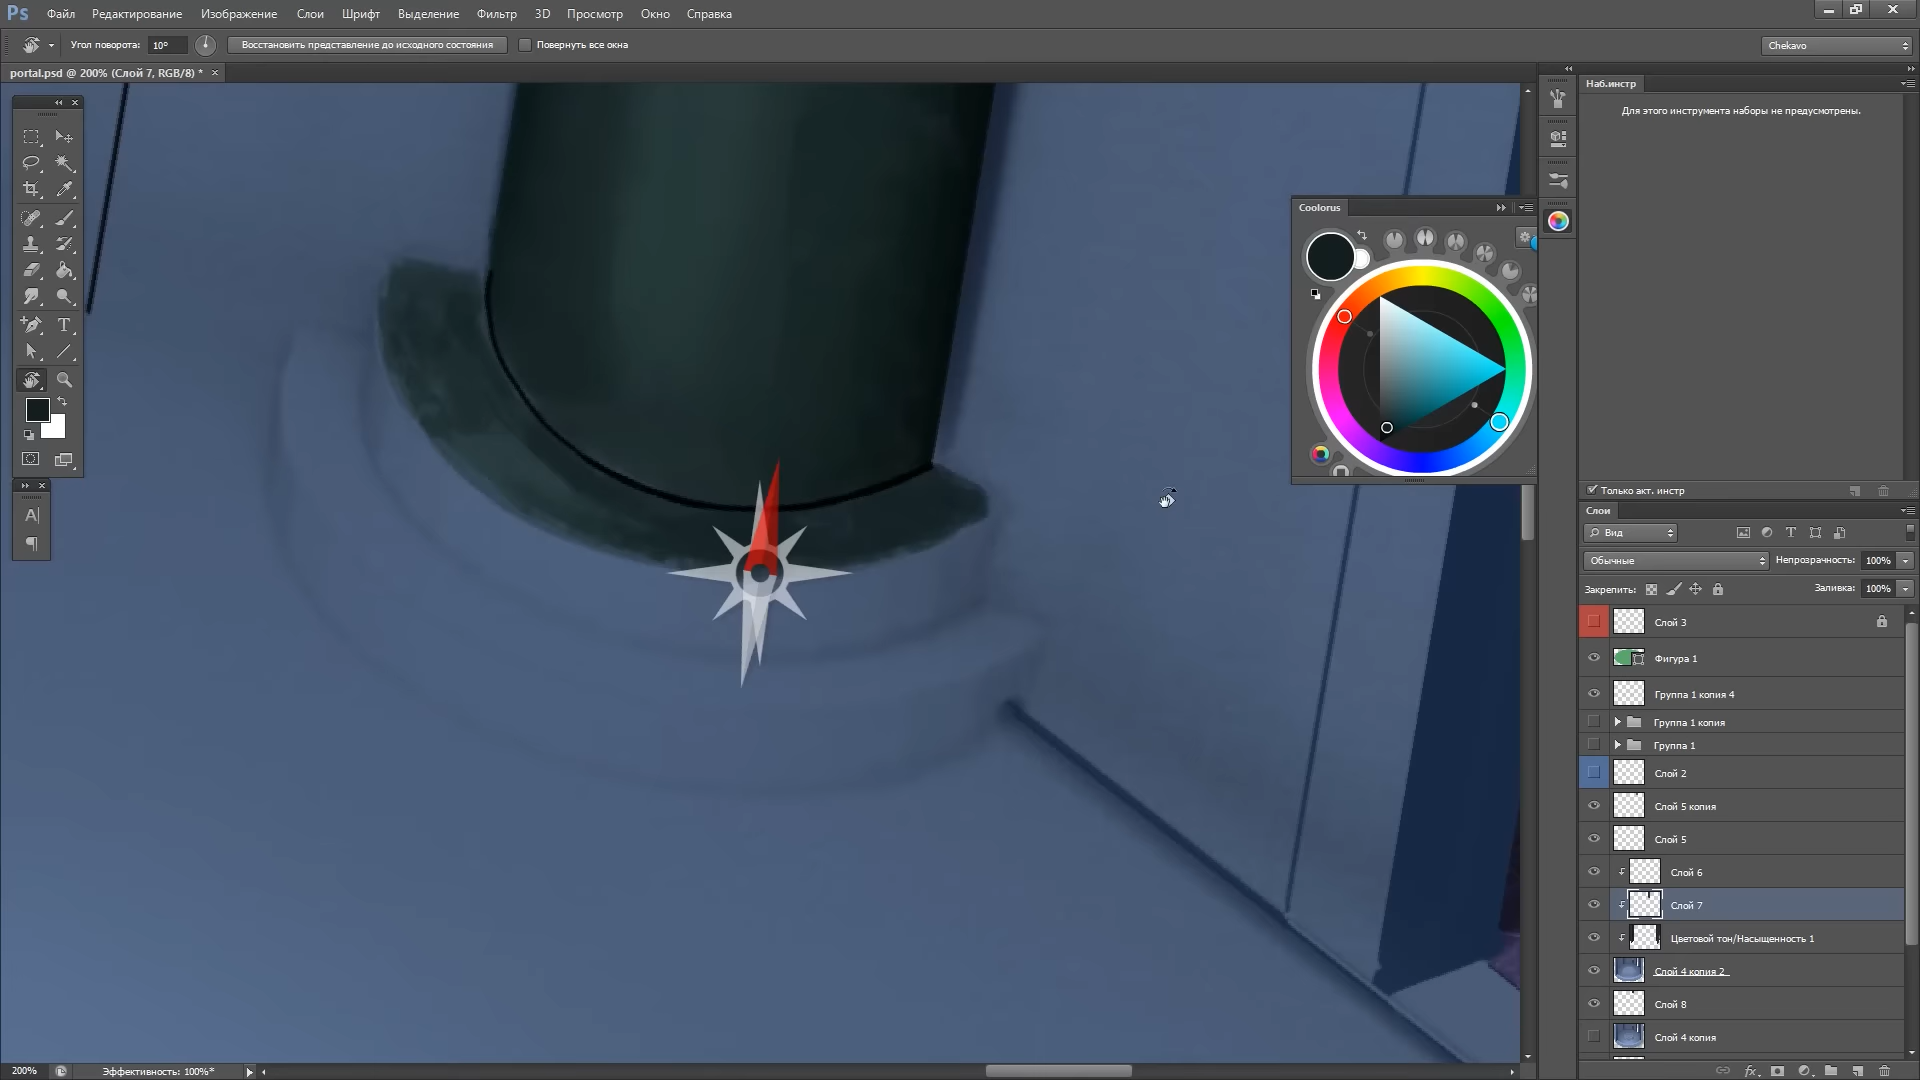 Ps Файл Редактирование Изображение Слои Шрифт Выделение Фильтр 3D Просмотр Окно Справка
Угол поворота: 10° Восстановить представление до исходного состояния Повернуть все окна Chekavo
portal.psd @ 200% (Слой 7, RGB/8) * ×
Наб.инстр
Для этого инструмента наборы не предусмотрены.
Coolorus
T
A
¶
Только акт. инстр
Слои
Вид T
Обычные Непрозрачность: 100%
Закрепить: Заливка: 100%
Слой 3
Фигура 1
Группа 1 копия 4
Группа 1 копия
Группа 1
Слой 2
Слой 5 копия
Слой 5
Слой 6
Слой 7
Цветовой тон/Насыщенность 1
Слой 4 копия 2
Слой 8
Слой 4 копия
200% Эффективность: 100%*
fx